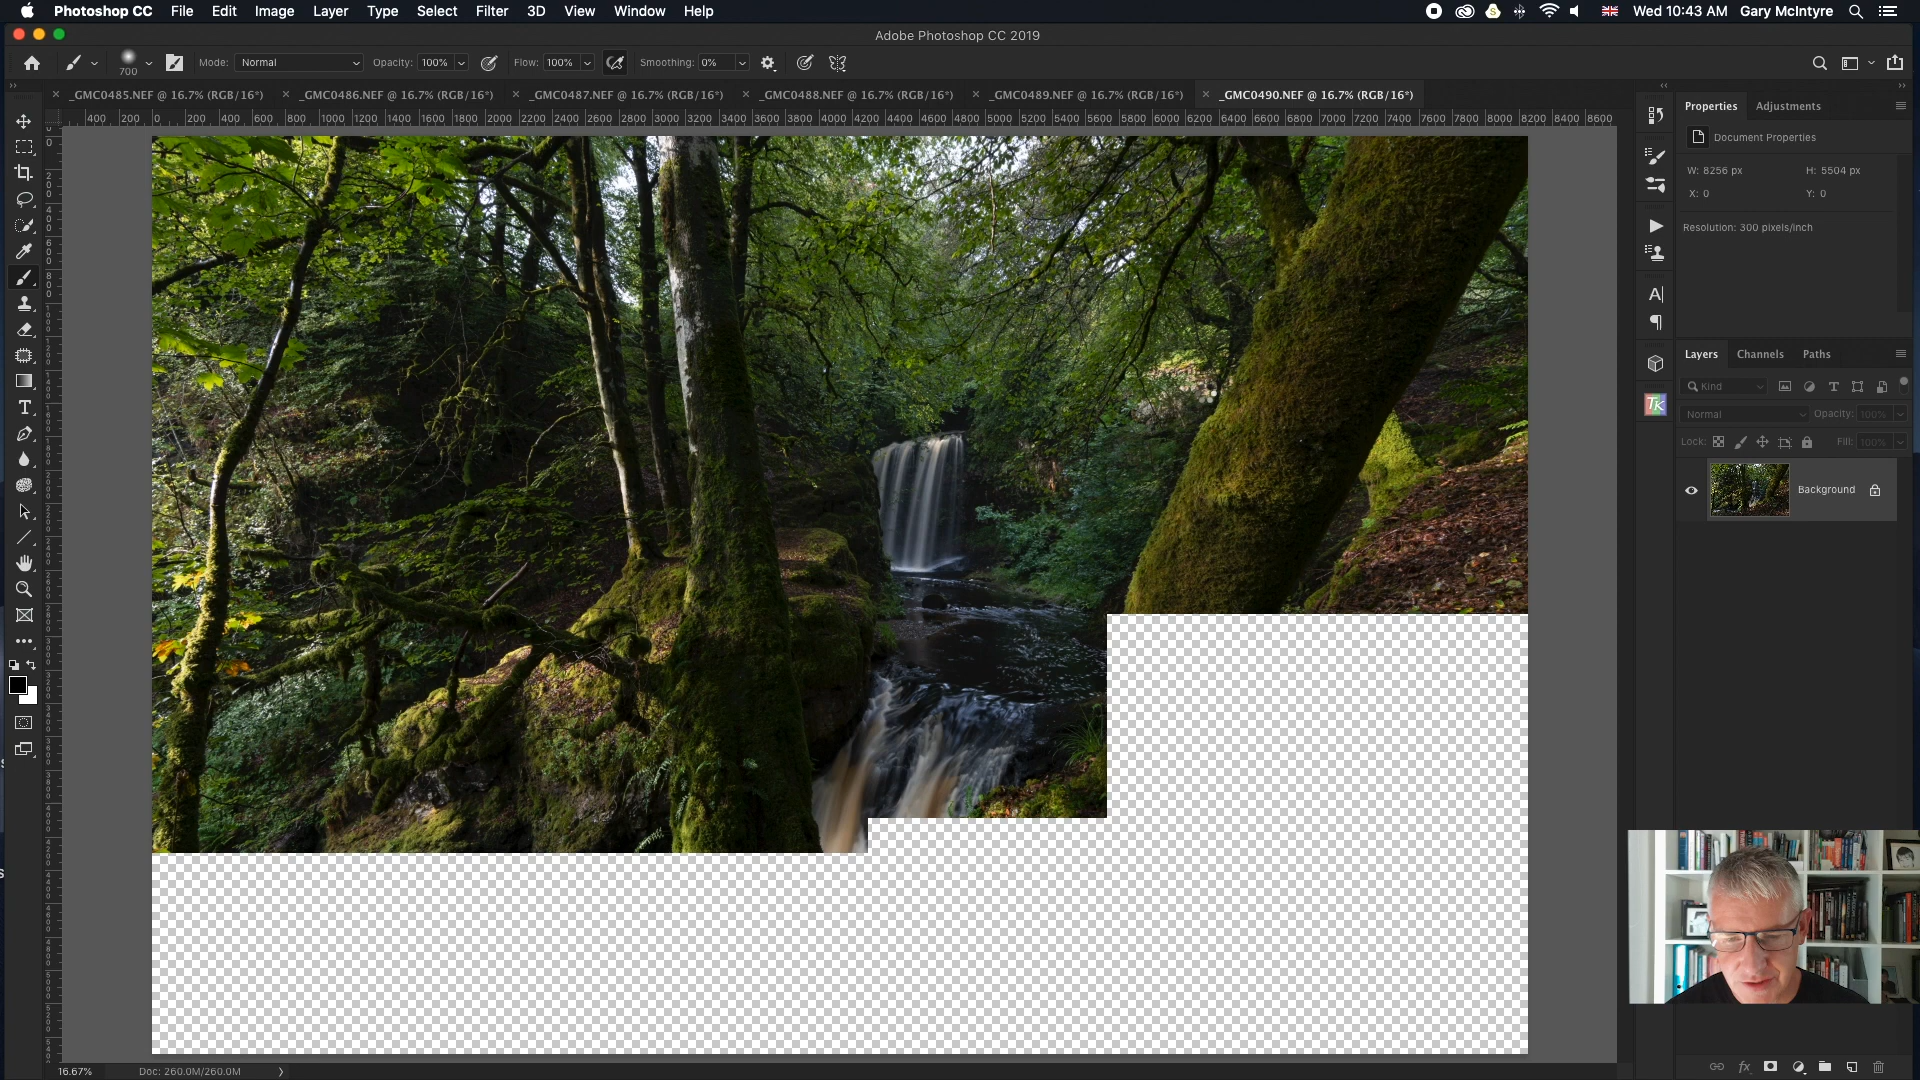 Photoshop CC File Edit Image Layer Type Select Filter 3D View Window Help Wed 10:43 AM Gary McIntyre
Adobe Photoshop CC 2019
700 Mode: Normal Opacity: 100% Flow: 100% Smoothing: 0%
_GMC0485.NEF @ 16.7% (RGB/16*) _GMC0486.NEF @ 16.7% (RGB/16*) _GMC0487.NEF @ 16.7% (RGB/16*) _GMC0488.NEF @ 16.7% (RGB/16*) _GMC0489.NEF @ 16.7% (RGB/16*) _GMC0490.NEF @ 16.7% (RGB/16*)
400 200 0 200 400 600 800 1000 1200 1400 1600 1800 2000 2200 2400 2600 2800 3000 3200 3400 3600 3800 4000 4200 4400 4600 4800 5000 5200 5400 5600 5800 6000 6200 6400 6600 6800 7000 7200 7400 7600 7800 8000 8200 8400 8600
Properties Adjustments
Document Properties
W: 8256 px H: 5504 px
X: 0 Y: 0
Resolution: 300 pixels/inch
Layers Channels Paths
Kind
TK
Normal Opacity: 100%
Lock: Fill: 100%
Background
fx
16.67% Doc: 260.0M/260.0M